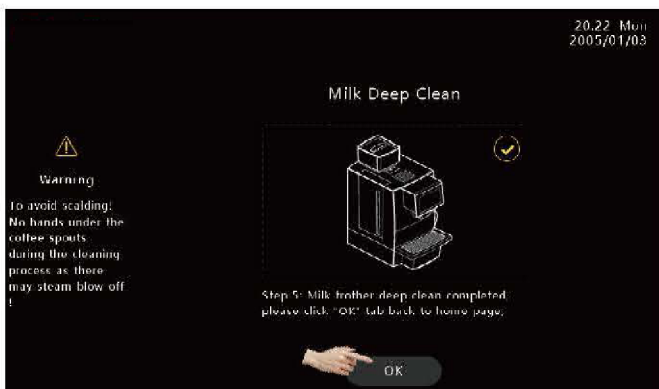 20.22 Mon
2005/01/03
Milk Deep Clean
Warning
To avoid scalding!
No hands under the
coffee spouts
during the cleaning
process as there
may steam blow off
!
Step 5: Milk frother deep clean completed,
please click "OK" tab back to home page.
OK